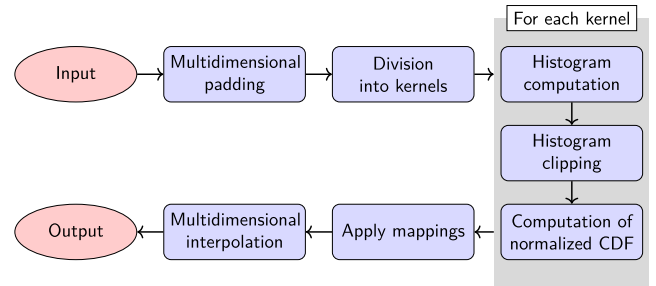 For each kernel
Input
Multidimensional
padding
Division
into kernels
Histogram
computation
Histogram
clipping
Computation of
normalized CDF
Apply mappings
Multidimensional
interpolation
Output